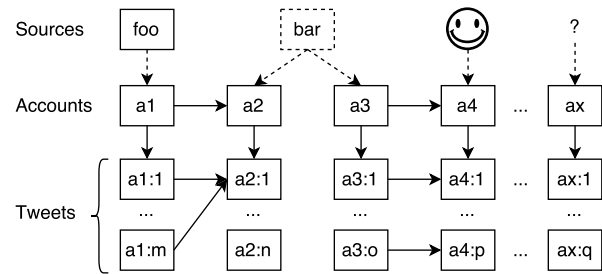 Sources foo bar ?
Accounts a1 a2 a3 a4 ... ax
a1:1 a2:1 a3:1 a4:1 ... ax:1
Tweets ... ... ... ... ...
a1:m a2:n a3:o a4:p ... ax:q